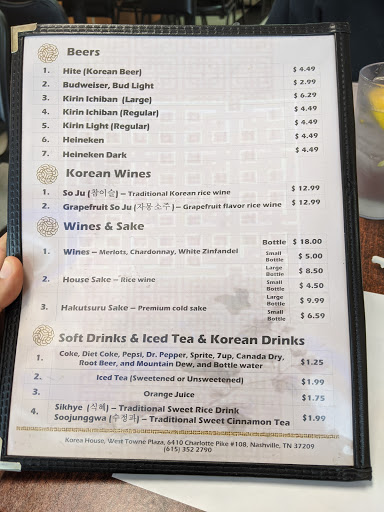 Beers
1. Hite (Korean Beer) $ 4.49
2. Budweiser, Bud Light $ 2.99
3. Kirin Ichiban (Large) $ 6.29
4. Kirin Ichiban (Regular) $ 4.49
5. Kirin Light (Regular) $ 4.49
6. Heineken $ 4.49
7. Heineken Dark $ 4.49
Korean Wines
1. So Ju (참이슬) – Traditional Korean rice wine $ 12.99
2. Grapefruit So Ju (자몽소주) – Grapefruit flavor rice wine $ 12.99
Wines & Sake
Bottle $ 18.00
1. Wines – Merlots, Chardonnay, White Zinfandel Small Bottle $ 5.00
Large Bottle $ 8.50
2. House Sake – Rice wine
Small Bottle $ 4.50
Large Bottle $ 9.99
3. Hakutsuru Sake – Premium cold sake
Small Bottle $ 6.59
Soft Drinks & Iced Tea & Korean Drinks
1. Coke, Diet Coke, Pepsi, Dr. Pepper, Sprite, 7up, Canada Dry,
Root Beer, and Mountain Dew, and Bottle water $1.25
2. Iced Tea (Sweetened or Unsweetened) $1.99
3. Orange Juice $1.75
4. Sikhye (식혜) – Traditional Sweet Rice Drink
Soojunggwa (수정과) – Traditional Sweet Cinnamon Tea $1.99
Korea House, West Towne Plaza, 6410 Charlotte Pike #108, Nashville, TN 37209
(615) 352 2790